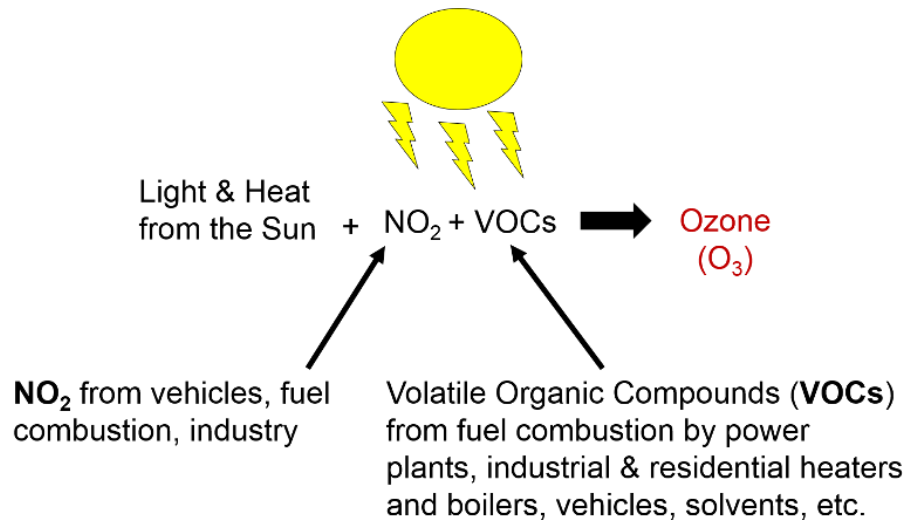 Light & Heat
from the Sun + NO₂ + VOCs Ozone
(O₃)
NO₂ from vehicles, fuel
combustion, industry
Volatile Organic Compounds (VOCs)
from fuel combustion by power
plants, industrial & residential heaters
and boilers, vehicles, solvents, etc.